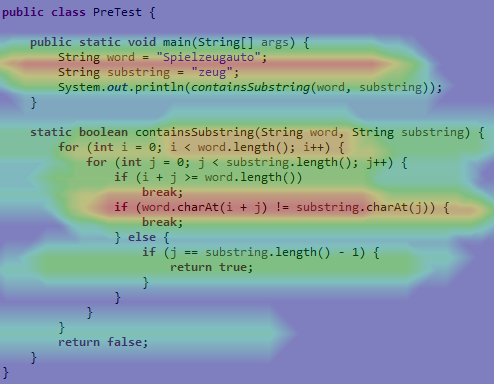 public class PreTest {
public static void main(String[] args) {
String word = "Spielzeugauto";
String substring = "zeug";
System.out.println(containsSubstring(word, substring));
}
static boolean containsSubstring(String word, String substring) {
for (int i = 0; i < word.length(); i++) {
for (int j = 0; j < substring.length(); j++) {
if (i + j >= word.length())
break;
if (word.charAt(i + j) != substring.charAt(j)) {
break;
} else {
if (j == substring.length() - 1) {
return true;
}
}
}
}
return false;
}
}